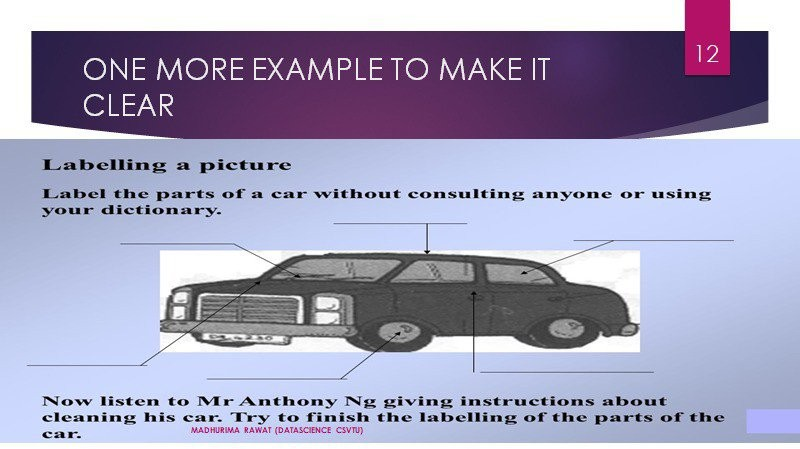 12
ONE MORE EXAMPLE TO MAKE IT
CLEAR
Labelling a picture
Label the parts of a car without consulting anyone or using
your dictionary.
Now listen to Mr Anthony Ng giving instructions about
cleaning his car. Try to finish the labelling of the parts of the
car.
MADHURIMA RAWAT (DATASCIENCE CSVTU)